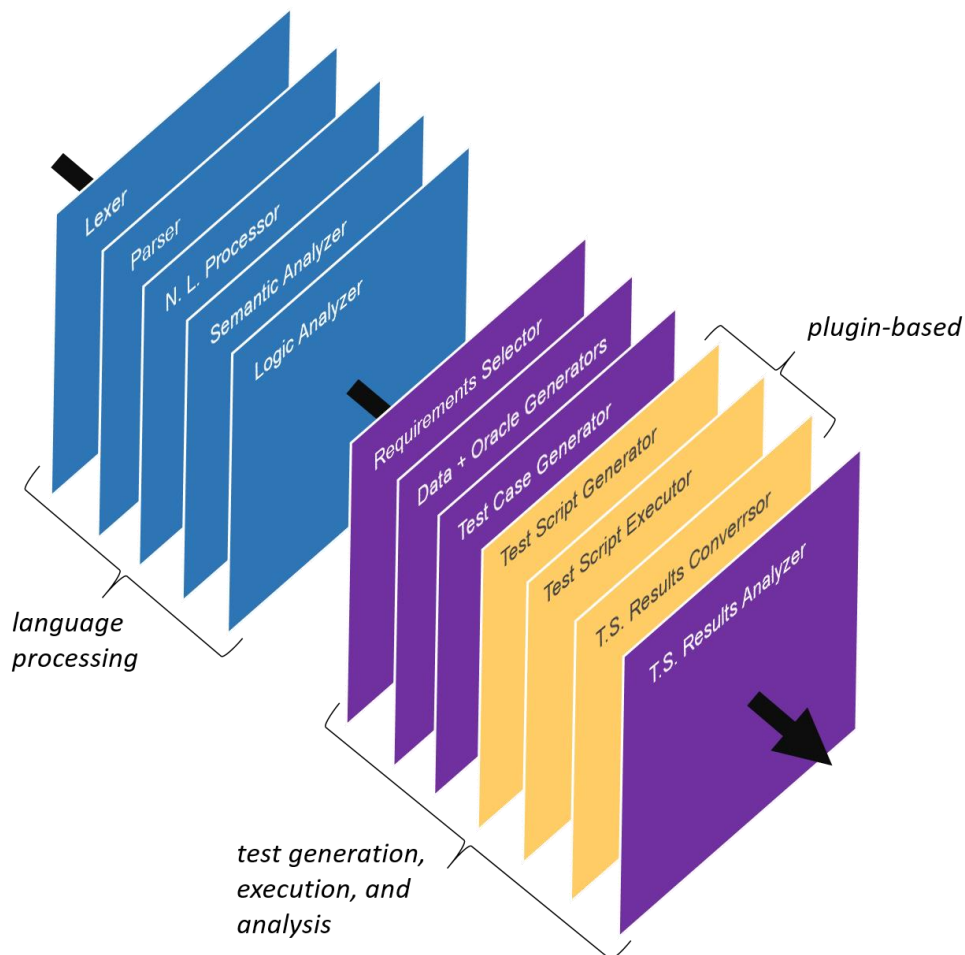 Lexer
Parser
N. L. Processor
Semantic Analyzer
Logic Analyzer
language
processing
Requirements Selector
Data + Oracle Generators
Test Case Generator
Test Script Generator
Test Script Executor
T.S. Results Converrsor
T.S. Results Analyzer
plugin-based
test generation,
execution, and
analysis